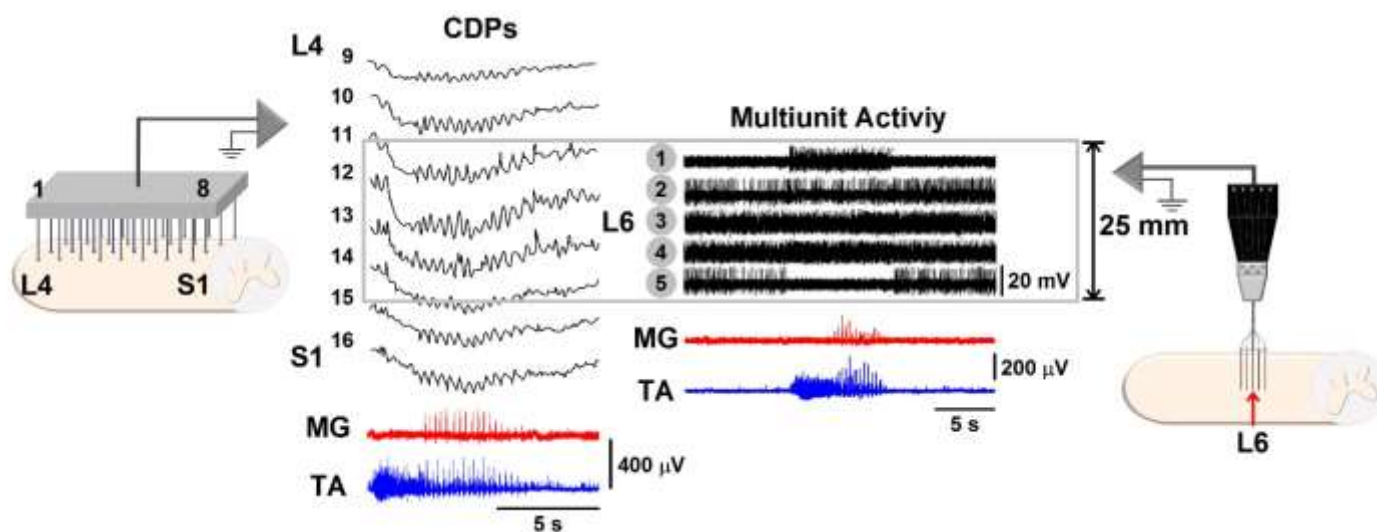 CDPs
L4
9
10
11
12
13
14
15
16
S1
1 8
L4 S1
Multiunit Activiy
L6
1
2
3
4
5
20 mV
25 mm
MG
TA
400 μV
5 s
MG
TA
200 μV
5 s
L6